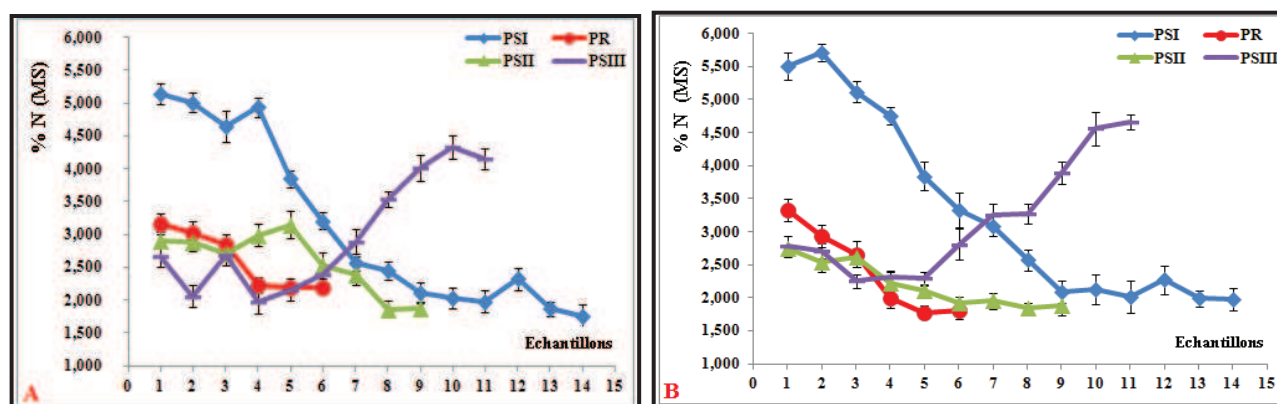 6,000
5,500
5,000
4,500
4,000
3,500
3,000
2,500
2,000
1,500
1,000
% N (MS)
PSI PR
PSII PSIII
Echantillons
0 1 2 3 4 5 6 7 8 9 10 11 12 13 14 15
A
6,000
5,500
5,000
4,500
4,000
3,500
3,000
2,500
2,000
1,500
1,000
% N (MS)
PSI PR
PSII PSIII
Echantillons
0 1 2 3 4 5 6 7 8 9 10 11 12 13 14 15
B